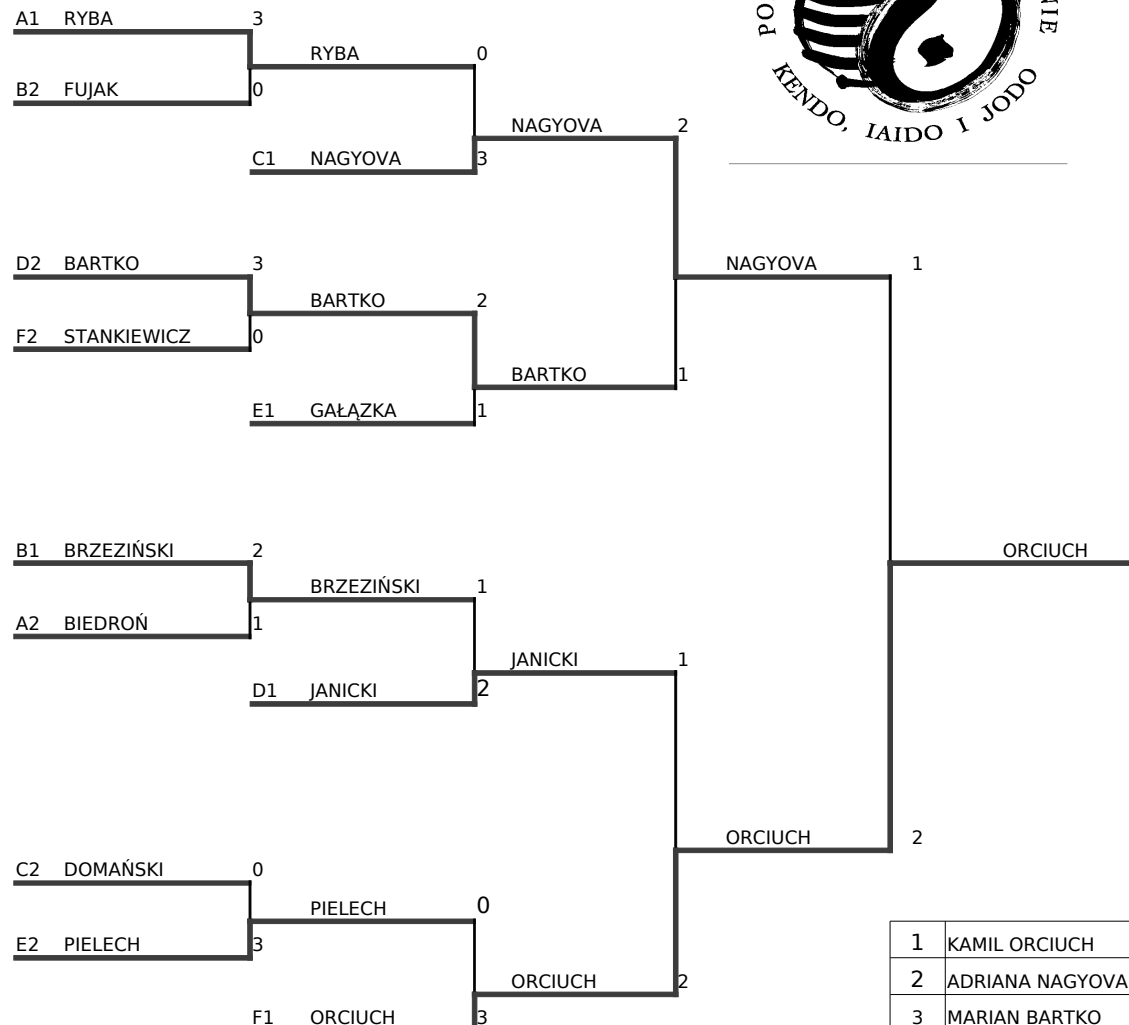 A1 RYBA 3
RYBA 0
B2 FUJAK 0
NAGYOVA 2
C1 NAGYOVA 3
D2 BARTKO 3
NAGYOVA 1
BARTKO 2
F2 STANKIEWICZ 0
BARTKO 1
E1 GAŁĄZKA 1
B1 BRZEZIŃSKI 2
ORCIUCH
BRZEZIŃSKI 1
A2 BIEDROŃ 1
JANICKI 1
D1 JANICKI 2
ORCIUCH 2
C2 DOMAŃSKI 0
PIELECH 0
E2 PIELECH 3
ORCIUCH 2
F1 ORCIUCH 3
KENDO, IAIDO I JODO
1 KAMIL ORCIUCH
2 ADRIANA NAGYOVA
3 MARIAN BARTKO